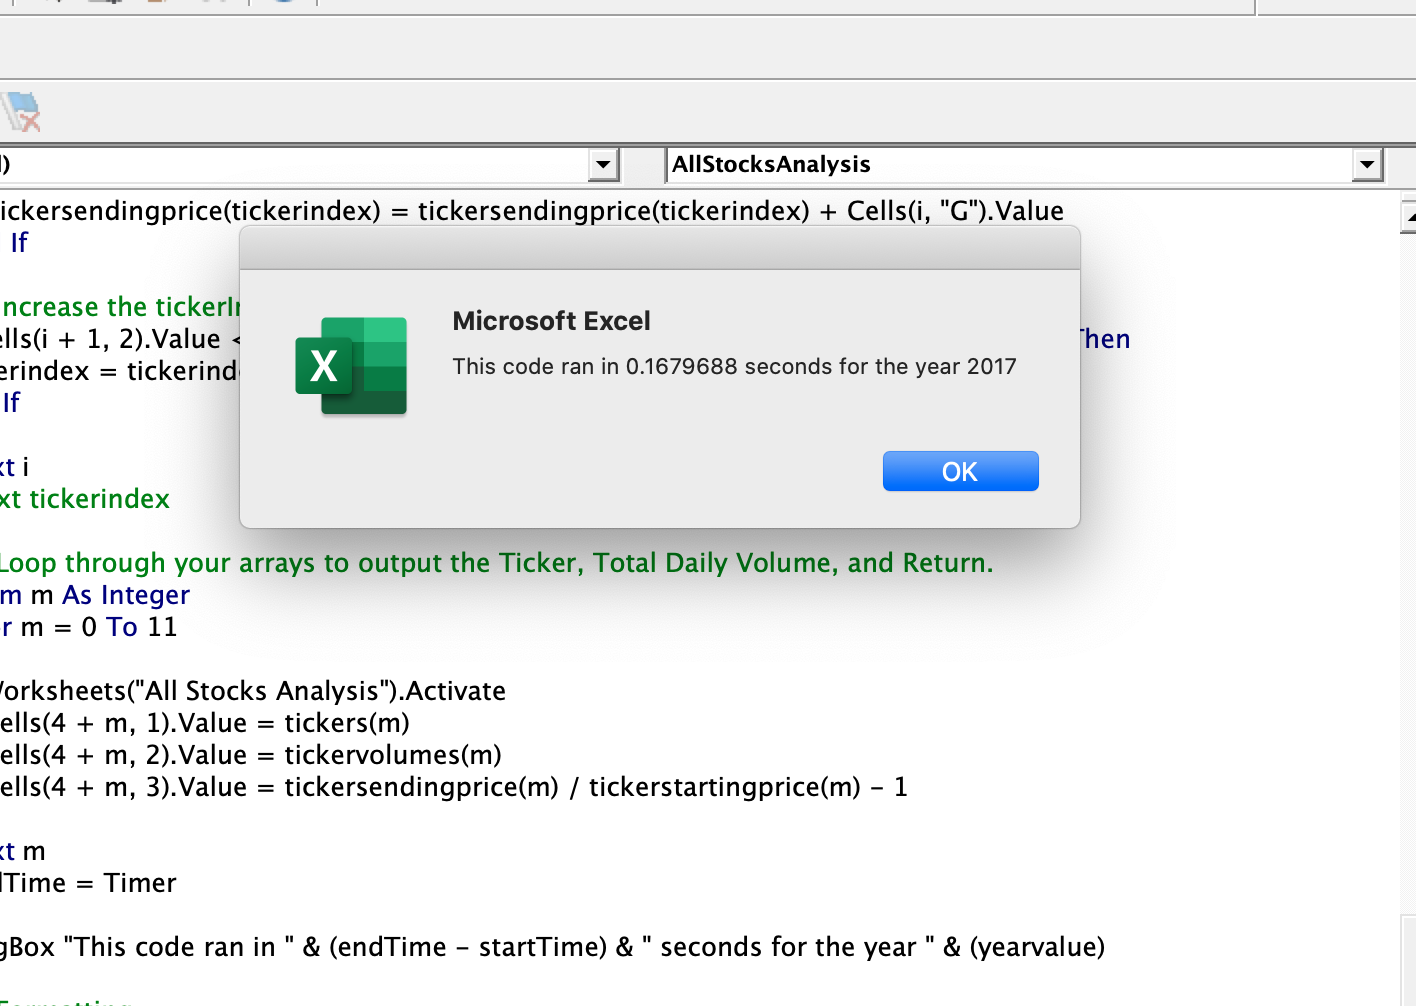 l)
AllStocksAnalysis
ickersendingprice(tickerindex) = tickersendingprice(tickerindex) + Cells(i, "G").Value
If
ncrease the tickerIn
ells(i + 1, 2).Value <
Then
erindex = tickerind
If
xt i
xt tickerindex
Microsoft Excel
This code ran in 0.1679688 seconds for the year 2017
OK
Loop through your arrays to output the Ticker, Total Daily Volume, and Return.
m m As Integer
r m = 0 To 11
orksheets("All Stocks Analysis").Activate
ells(4 + m, 1).Value = tickers(m)
ells(4 + m, 2).Value = tickervolumes(m)
ells(4 + m, 3).Value = tickersendingprice(m) / tickerstartingprice(m) - 1
xt m
dTime = Timer
gBox "This code ran in " & (endTime - startTime) & " seconds for the year " & (yearvalue)